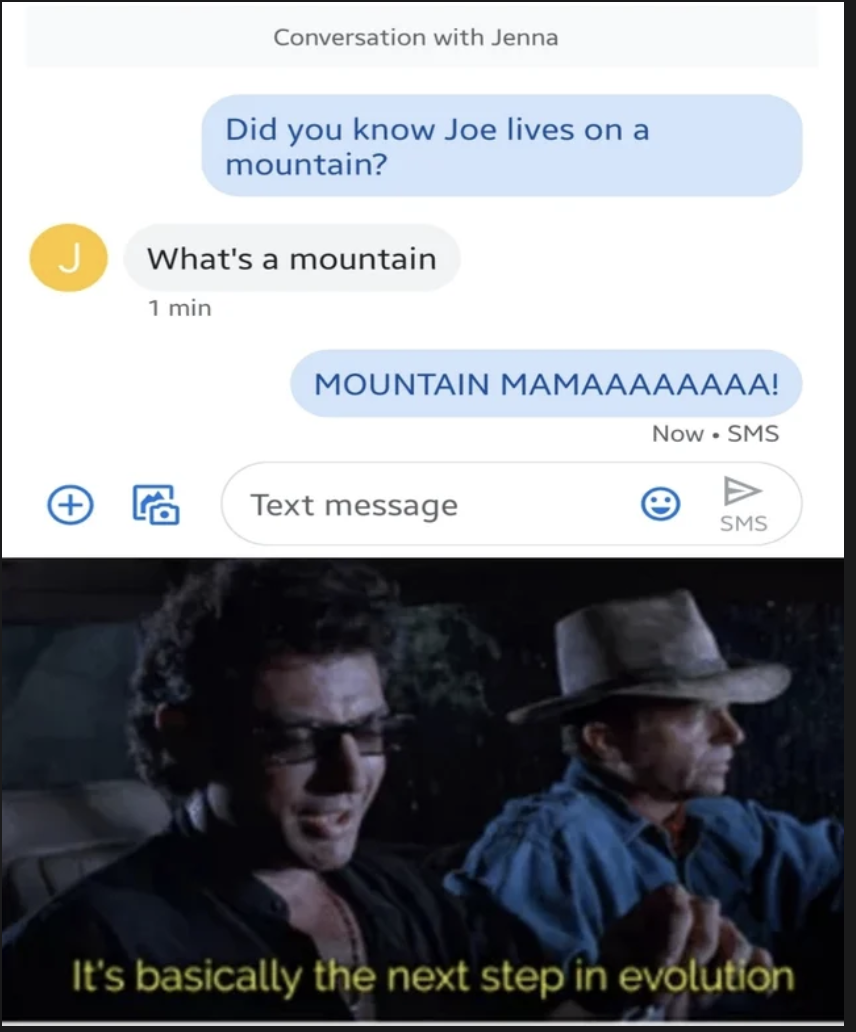 Conversation with Jenna
Did you know Joe lives on a
mountain?
J
What's a mountain
1 min
MOUNTAIN MAMAAAAAAAA!
Now • SMS
Text message
SMS
It's basically the next step in evolution